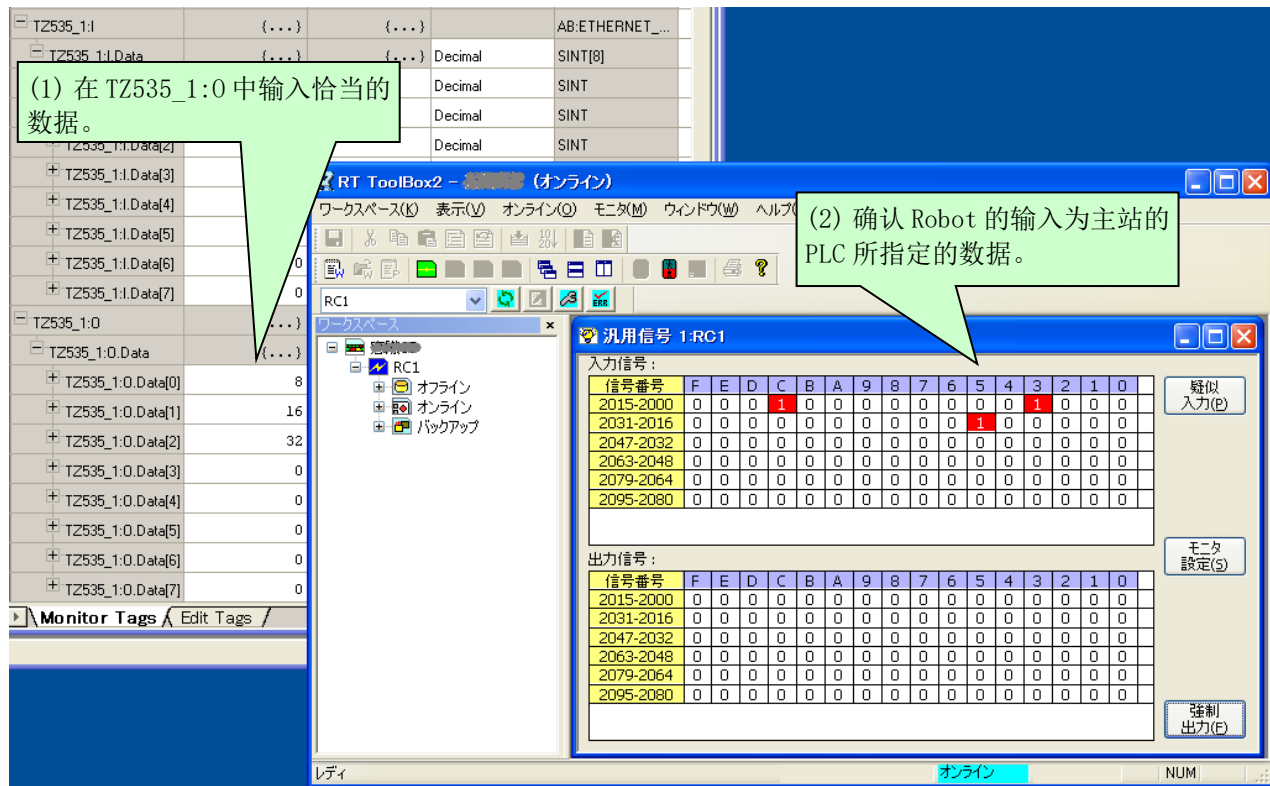 TZ535_1:I {...} {...} AB:ETHERNET_...
TZ535_1:I.Data {...} {...} Decimal SINT[8]
Decimal SINT
Decimal SINT
TZ535_1:I.Data[2] Decimal SINT
TZ535_1:I.Data[3]
TZ535_1:I.Data[4]
TZ535_1:I.Data[5]
TZ535_1:I.Data[6] 0
TZ535_1:I.Data[7] 0
TZ535_1:O ...}
TZ535_1:O.Data {...}
TZ535_1:O.Data[0] 8
TZ535_1:O.Data[1] 16
TZ535_1:O.Data[2] 32
TZ535_1:O.Data[3] 0
TZ535_1:O.Data[4] 0
TZ535_1:O.Data[5] 0
TZ535_1:O.Data[6] 0
TZ535_1:O.Data[7] 0
Monitor Tags Edit Tags
(1) 在 TZ535_1:O 中输入恰当的
数据。
RT ToolBox2 - (オンライン)
ワークスペース(K) 表示(V) オンライン(O) モニタ(M) ウィンドウ(W) ヘルプ(
(2) 确认 Robot 的输入为主站的
PLC 所指定的数据。
RC1
ワークスペース
RC1
オフライン
オンライン
バックアップ
汎用信号 1:RC1
入力信号:
信号番号 F E D C B A 9 8 7 6 5 4 3 2 1 0
2015-2000 0 0 0 1 0 0 0 0 0 0 0 0 1 0 0 0
2031-2016 0 0 0 0 0 0 0 0 0 0 1 0 0 0 0 0
2047-2032 0 0 0 0 0 0 0 0 0 0 0 0 0 0 0 0
2063-2048 0 0 0 0 0 0 0 0 0 0 0 0 0 0 0 0
2079-2064 0 0 0 0 0 0 0 0 0 0 0 0 0 0 0 0
2095-2080 0 0 0 0 0 0 0 0 0 0 0 0 0 0 0 0
疑似
入力(P)
モニタ
設定(S)
出力信号:
信号番号 F E D C B A 9 8 7 6 5 4 3 2 1 0
2015-2000 0 0 0 0 0 0 0 0 0 0 0 0 0 0 0 0
2031-2016 0 0 0 0 0 0 0 0 0 0 0 0 0 0 0 0
2047-2032 0 0 0 0 0 0 0 0 0 0 0 0 0 0 0 0
2063-2048 0 0 0 0 0 0 0 0 0 0 0 0 0 0 0 0
2079-2064 0 0 0 0 0 0 0 0 0 0 0 0 0 0 0 0
2095-2080 0 0 0 0 0 0 0 0 0 0 0 0 0 0 0 0
強制
出力(F)
レディ オンライン NUM